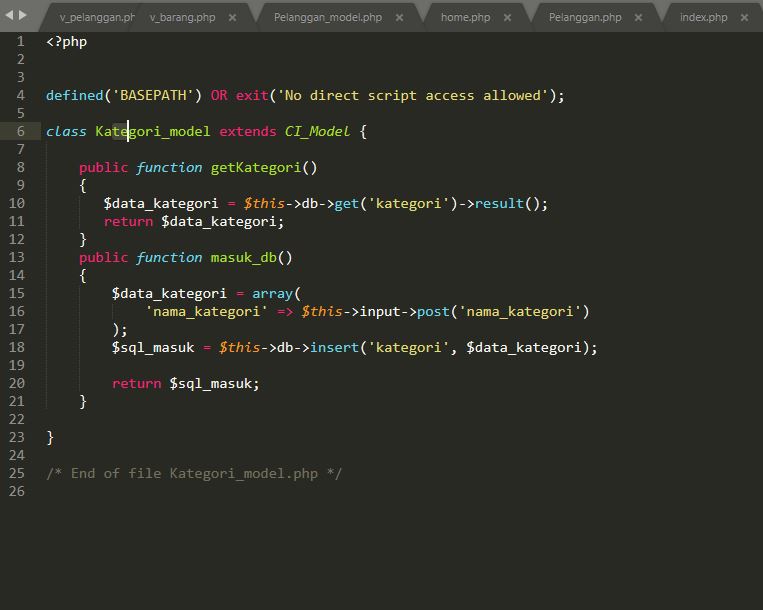 v_pelanggan.ph v_barang.php × Pelanggan_model.php × home.php × Pelanggan.php × index.php ×
1 <?php
2
3
4 defined('BASEPATH') OR exit('No direct script access allowed');
5
6 class Kategori_model extends CI_Model {
7
8 public function getKategori()
9 {
10 $data_kategori = $this->db->get('kategori')->result();
11 return $data_kategori;
12 }
13 public function masuk_db()
14 {
15 $data_kategori = array(
16 'nama_kategori' => $this->input->post('nama_kategori')
17 );
18 $sql_masuk = $this->db->insert('kategori', $data_kategori);
19
20 return $sql_masuk;
21 }
22
23 }
24
25 /* End of file Kategori_model.php */
26